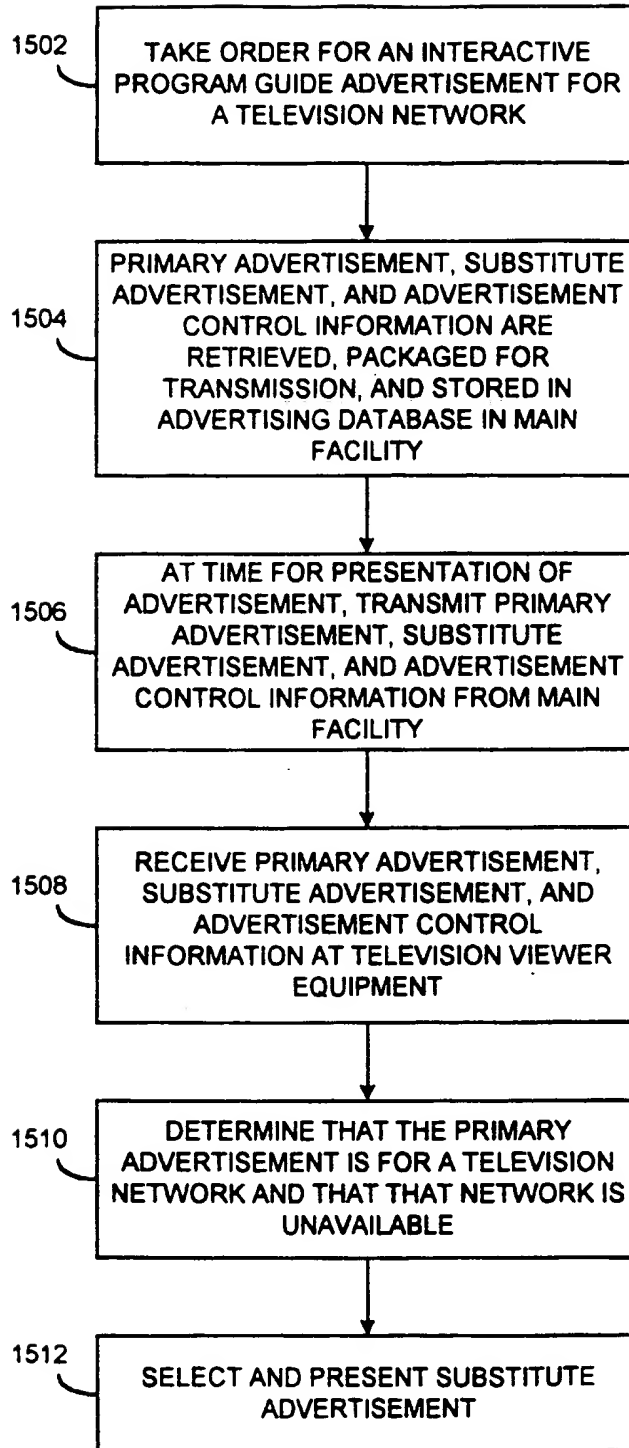 1502
TAKE ORDER FOR AN INTERACTIVE
PROGRAM GUIDE ADVERTISEMENT FOR
A TELEVISION NETWORK
1504
PRIMARY ADVERTISEMENT, SUBSTITUTE
ADVERTISEMENT, AND ADVERTISEMENT
CONTROL INFORMATION ARE
RETRIEVED, PACKAGED FOR
TRANSMISSION, AND STORED IN
ADVERTISING DATABASE IN MAIN
FACILITY
1506
AT TIME FOR PRESENTATION OF
ADVERTISEMENT, TRANSMIT PRIMARY
ADVERTISEMENT, SUBSTITUTE
ADVERTISEMENT, AND ADVERTISEMENT
CONTROL INFORMATION FROM MAIN
FACILITY
1508
RECEIVE PRIMARY ADVERTISEMENT,
SUBSTITUTE ADVERTISEMENT, AND
ADVERTISEMENT CONTROL
INFORMATION AT TELEVISION VIEWER
EQUIPMENT
1510
DETERMINE THAT THE PRIMARY
ADVERTISEMENT IS FOR A TELEVISION
NETWORK AND THAT THAT NETWORK IS
UNAVAILABLE
1512
SELECT AND PRESENT SUBSTITUTE
ADVERTISEMENT